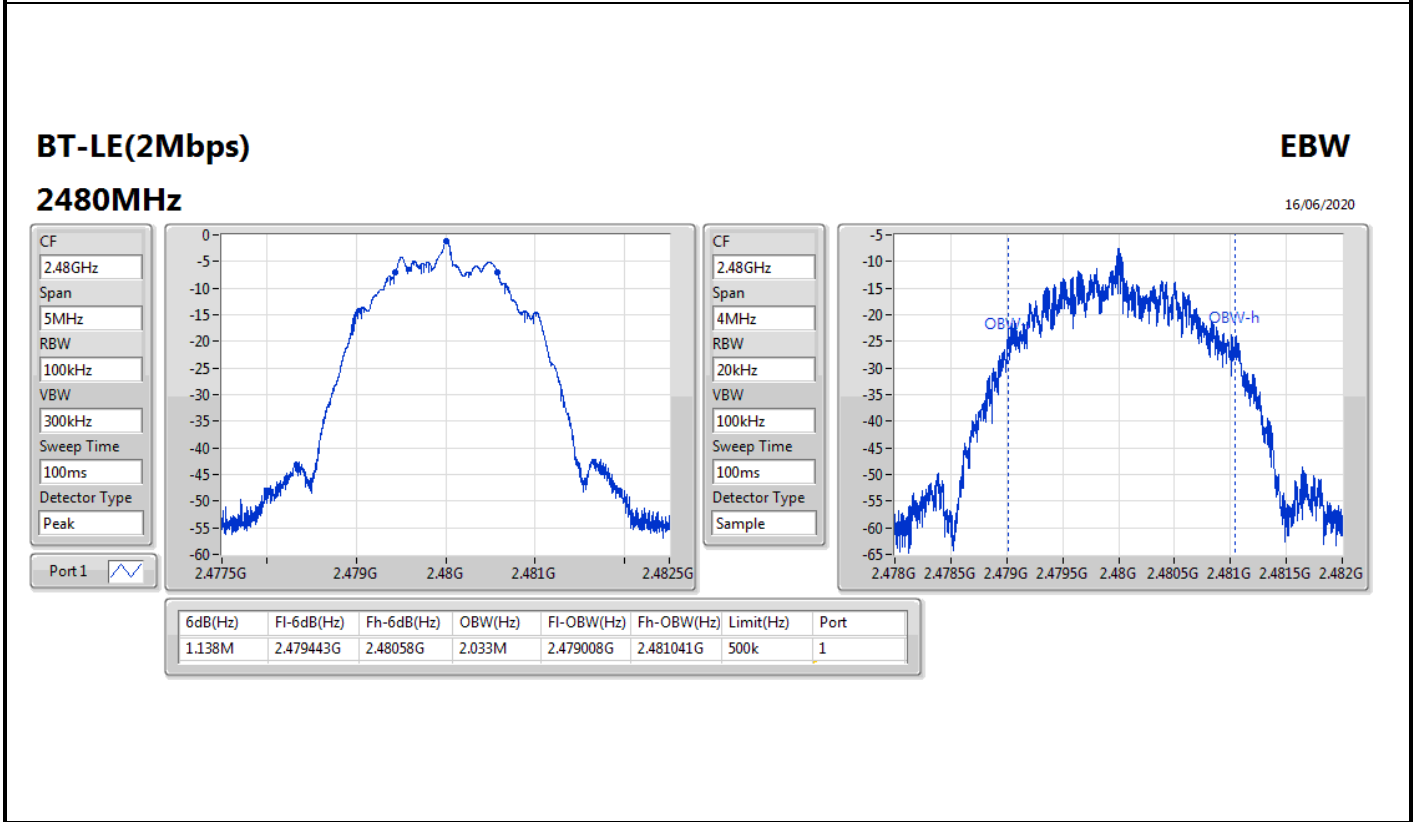 BT-LE(2Mbps)
EBW
2480MHz
16/06/2020
CF
2.48GHz
Span
5MHz
RBW
100kHz
VBW
300kHz
Sweep Time
100ms
Detector Type
Peak
Port 1
0
-5
-10
-15
-20
-25
-30
-35
-40
-45
-50
-55
-60
2.4775G 2.479G 2.48G 2.481G 2.4825G
CF
2.48GHz
Span
4MHz
RBW
20kHz
VBW
100kHz
Sweep Time
100ms
Detector Type
Sample
-5
-10
-15
-20
-25
-30
-35
-40
-45
-50
-55
-60
-65
OBW-h
2.478G 2.4785G 2.479G 2.4795G 2.48G 2.4805G 2.481G 2.4815G 2.482G
6dB(Hz) Fl-6dB(Hz) Fh-6dB(Hz) OBW(Hz) Fl-OBW(Hz) Fh-OBW(Hz) Limit(Hz) Port
1.138M 2.479443G 2.48058G 2.033M 2.479008G 2.481041G 500k 1